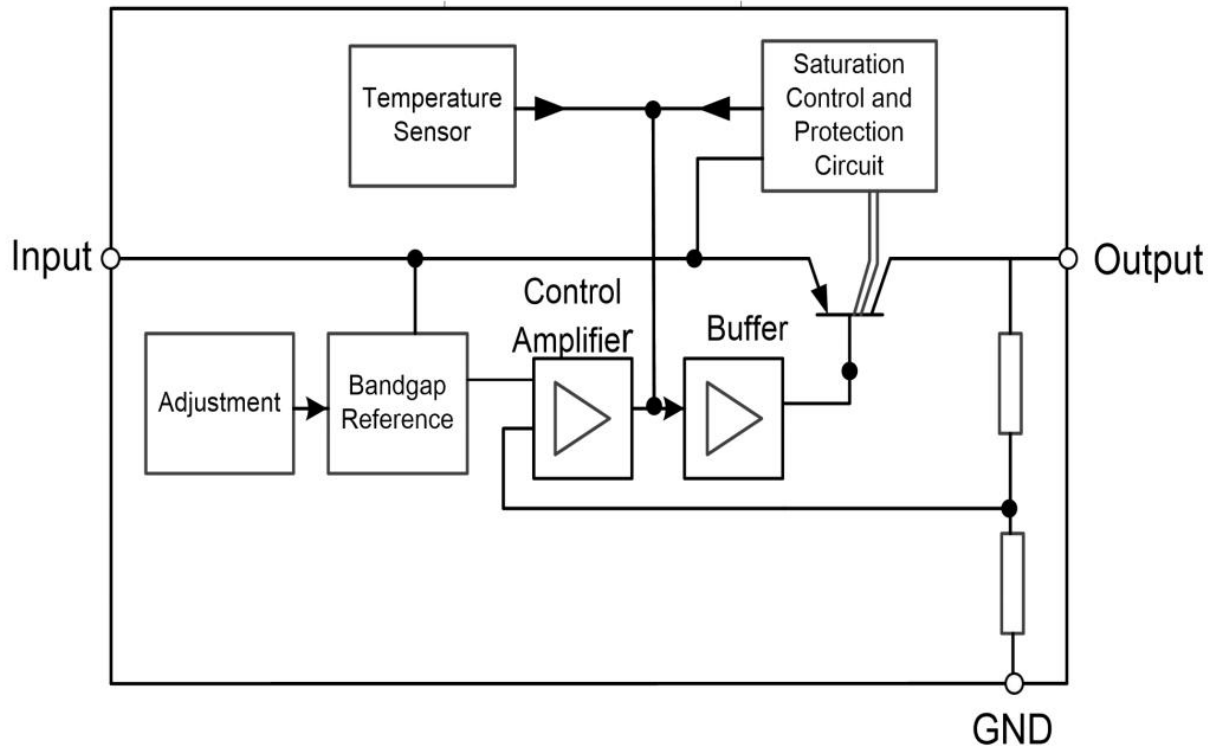 Temperature
Sensor
Saturation
Control and
Protection
Circuit
Input
Output
Control
Amplifier
Buffer
Adjustment
Bandgap
Reference
GND